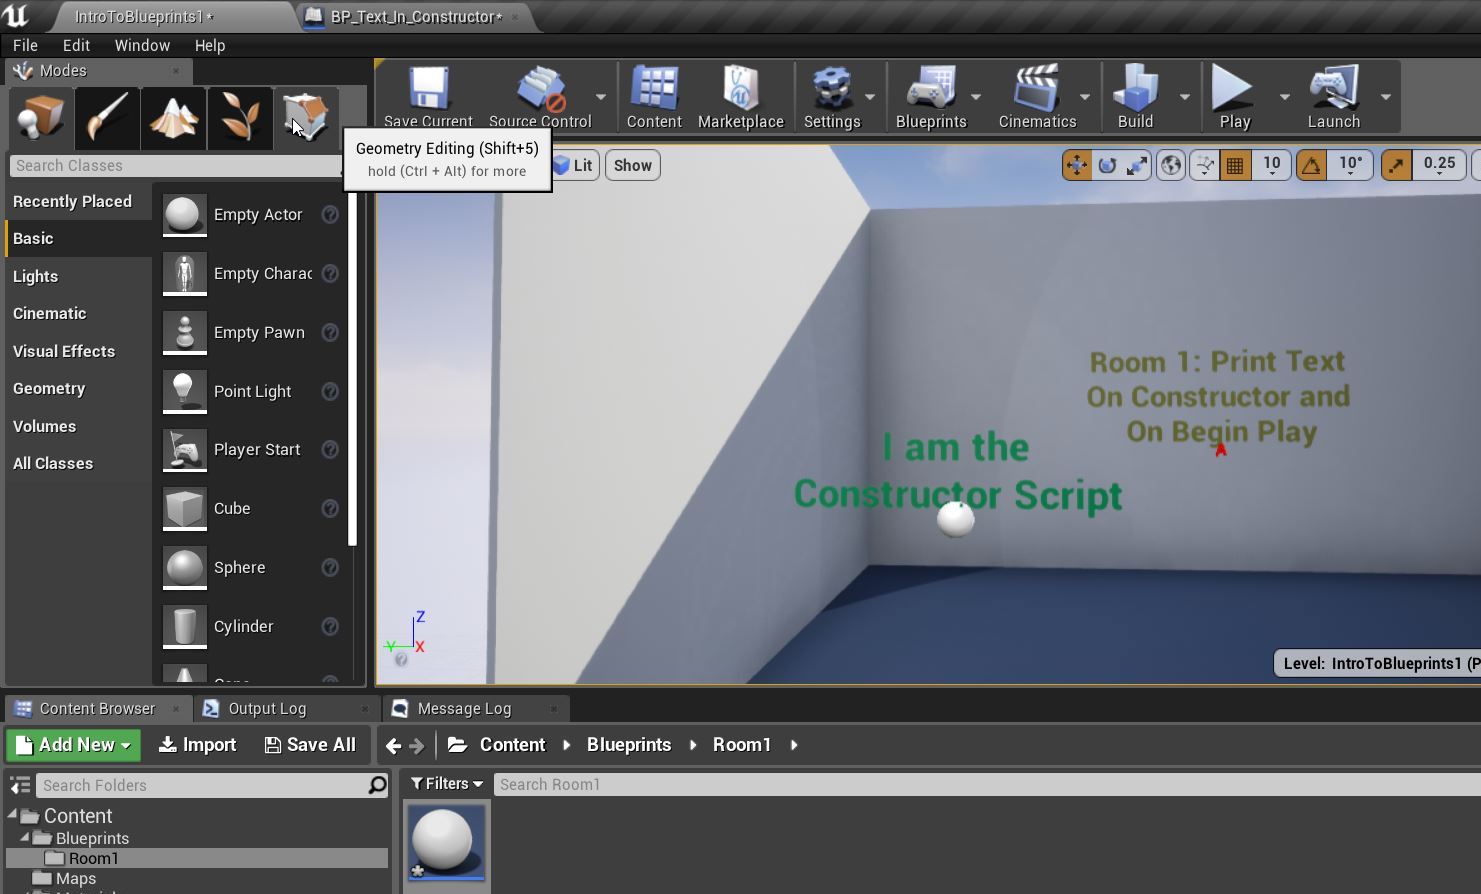 IntroToBlueprints1*
BP_Text_In_Constructor*
File Edit Window Help
Modes
Save Current Source Control Content Marketplace Settings Blueprints Cinematics Build Play Launch
Geometry Editing (Shift+5)
hold (Ctrl + Alt) for more
Search Classes
Lit
Show
10
10°
0.25
Recently Placed
Basic
Lights
Cinematic
Visual Effects
Geometry
Volumes
All Classes
Empty Actor
Empty Charac
Empty Pawn
Point Light
Player Start
Cube
Sphere
Cylinder
Room 1: Print Text
On Constructor and
On Begin Play
I am the
Constructor Script
Z
Y X
Level: IntroToBlueprints1 (P
Content Browser
Output Log
Message Log
Add New
Import
Save All
Content Blueprints Room1
Search Folders
Filters
Search Room1
Content
Blueprints
Room1
Maps